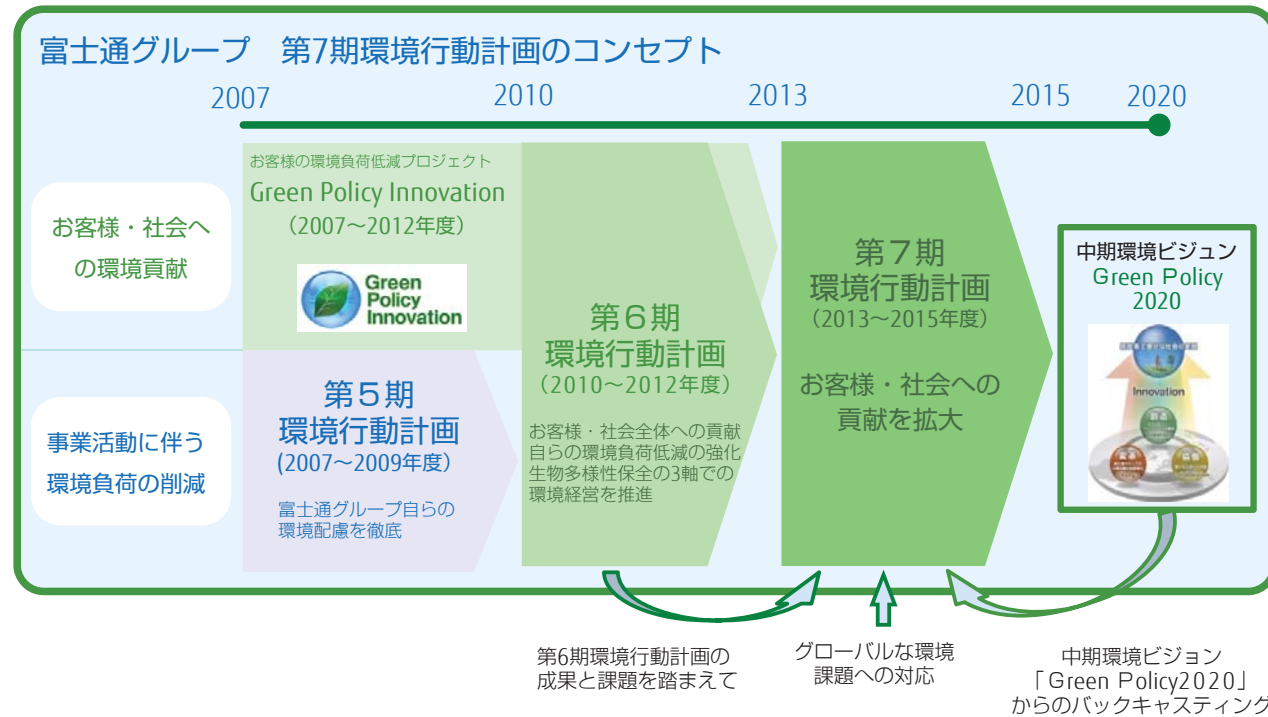 富士通グループ　第7期環境行動計画のコンセプト
2007
2010
2013
2015
2020
お客様・社会へ
の環境貢献
お客様の環境負荷低減プロジェクト
Green Policy Innovation
（2007～2012年度）
Green
Policy
Innovation
事業活動に伴う
環境負荷の削減
第５期
環境行動計画
(2007～2009年度）
富士通グループ自らの
環境配慮を徹底
第６期
環境行動計画
（2010～2012年度）
お客様・社会全体への貢献
自らの環境負荷低減の強化
生物多様性保全の3軸での
環境経営を推進
第７期
環境行動計画
（2013～2015年度）
お客様・社会への
貢献を拡大
中期環境ビジュン
Green Policy
2020
Innovation
第6期環境行動計画の
成果と課題を踏まえて
グローバルな環境
課題への対応
中期環境ビジョン
「Green Policy2020」
からのバックキャスティング